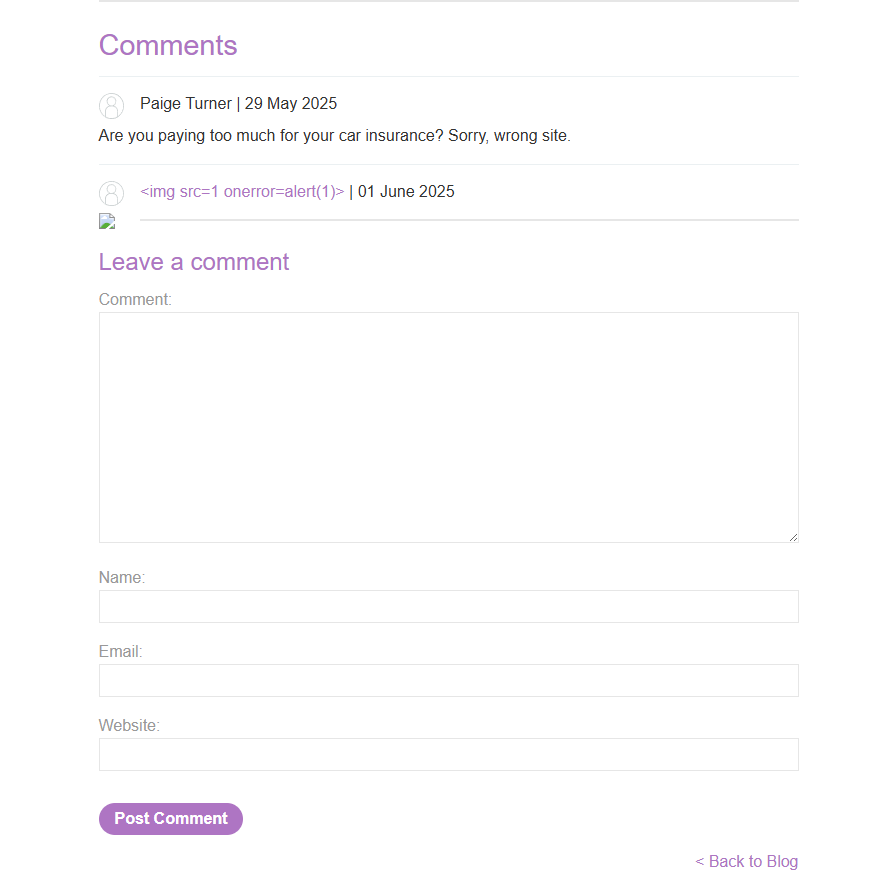 Comments
Paige Turner | 29 May 2025
Are you paying too much for your car insurance? Sorry, wrong site.
<img src=1 onerror=alert(1)> | 01 June 2025
Leave a comment
Comment:
Name:
Email:
Website:
Post Comment
< Back to Blog